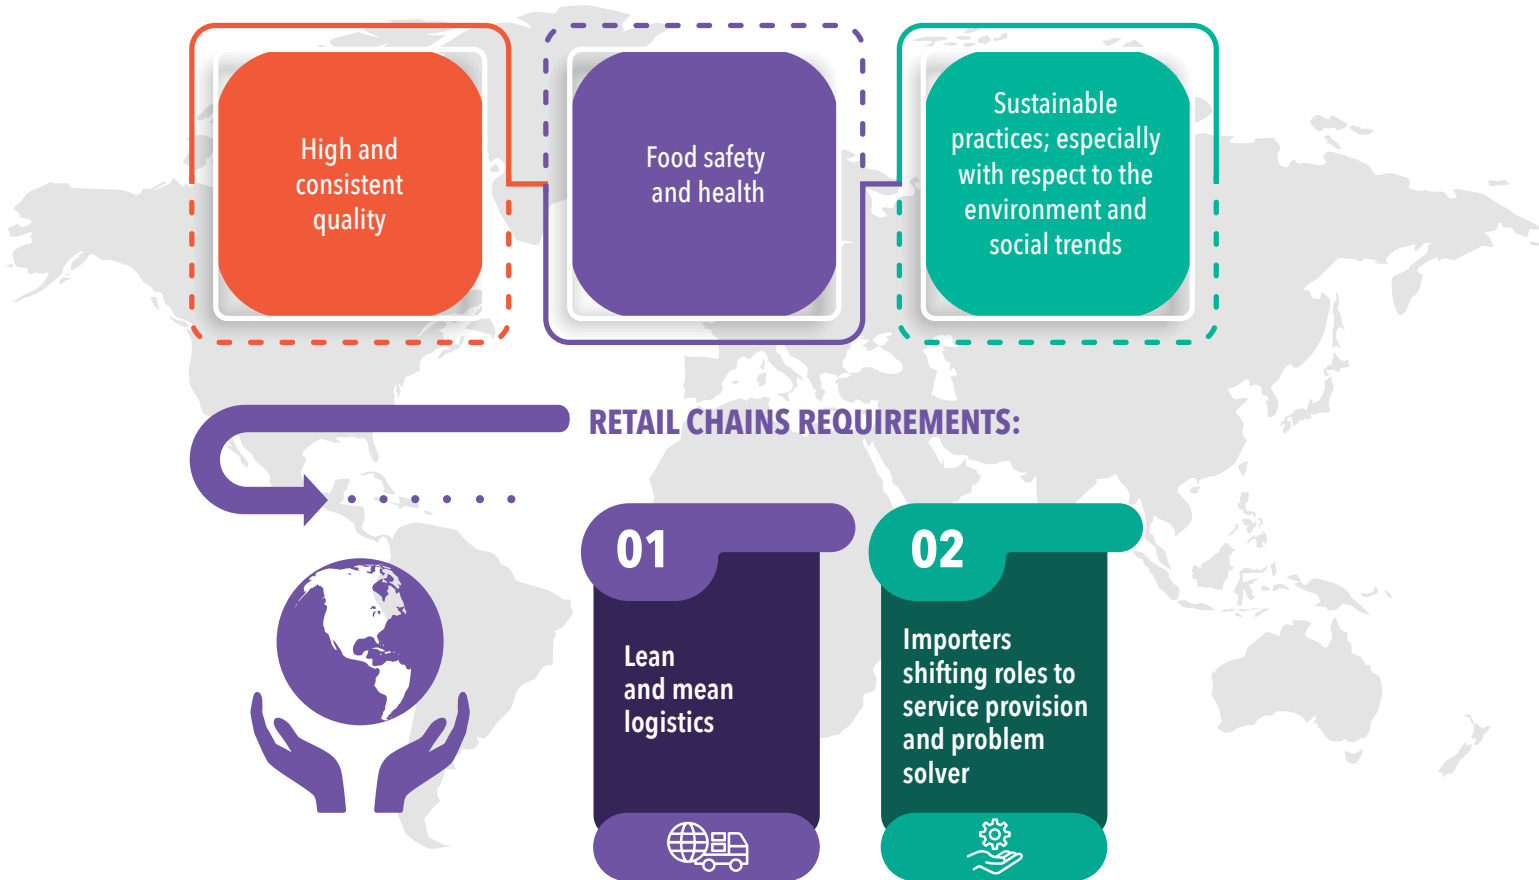 High and
consistent
quality
Food safety
and health
Sustainable
practices; especially
with respect to the
environment and
social trends
RETAIL CHAINS REQUIREMENTS:
01
Lean
and mean
logistics
02
Importers
shifting roles to
service provision
and problem
solver